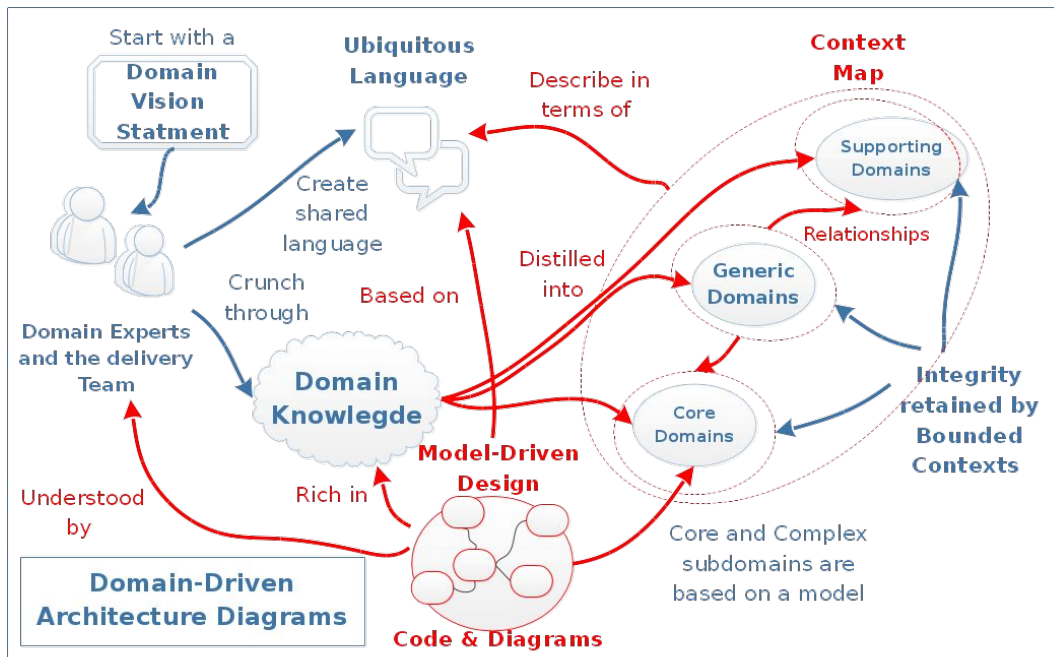 Start with a
Domain
Vision
Statment
Ubiquitous
Language
Describe in
terms of
Context
Map
Supporting
Domains
Create
shared
language
Relationships
Distilled
into
Generic
Domains
Crunch
through
Based on
Domain Experts
and the delivery
Team
Domain
Knowlegde
Core
Domains
Integrity
retained by
Bounded
Contexts
Model-Driven
Design
Understood
by
Rich in
Core and Complex
subdomains are
based on a model
Domain-Driven
Architecture Diagrams
Code & Diagrams